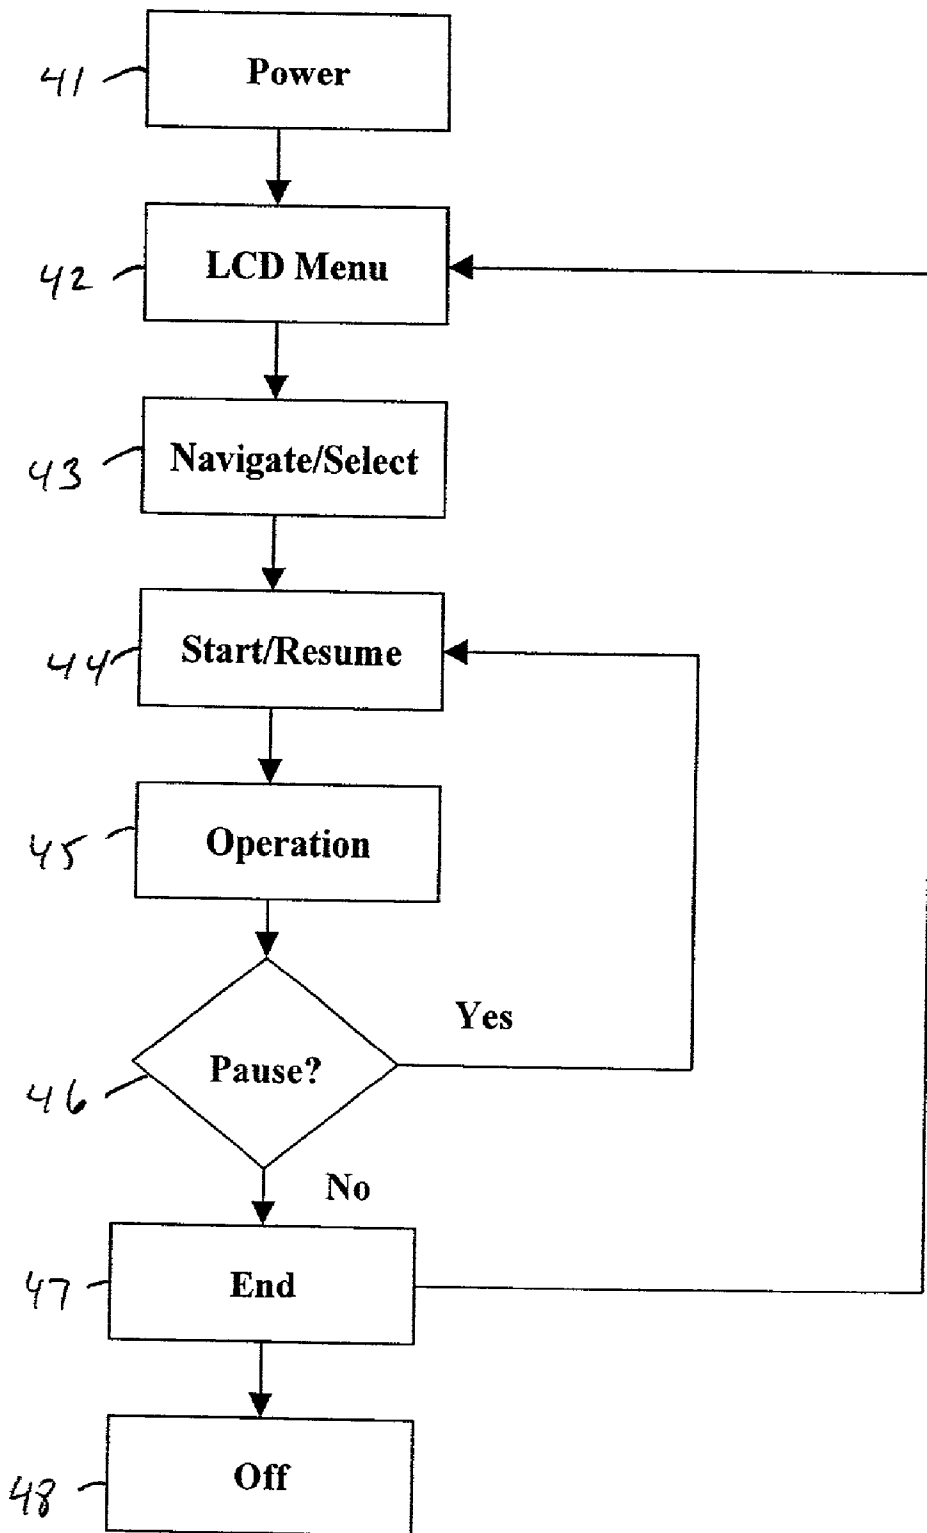 41 Power
42 LCD Menu
43 Navigate/Select
44 Start/Resume
45 Operation
Yes
46 Pause?
No
47 End
48 Off